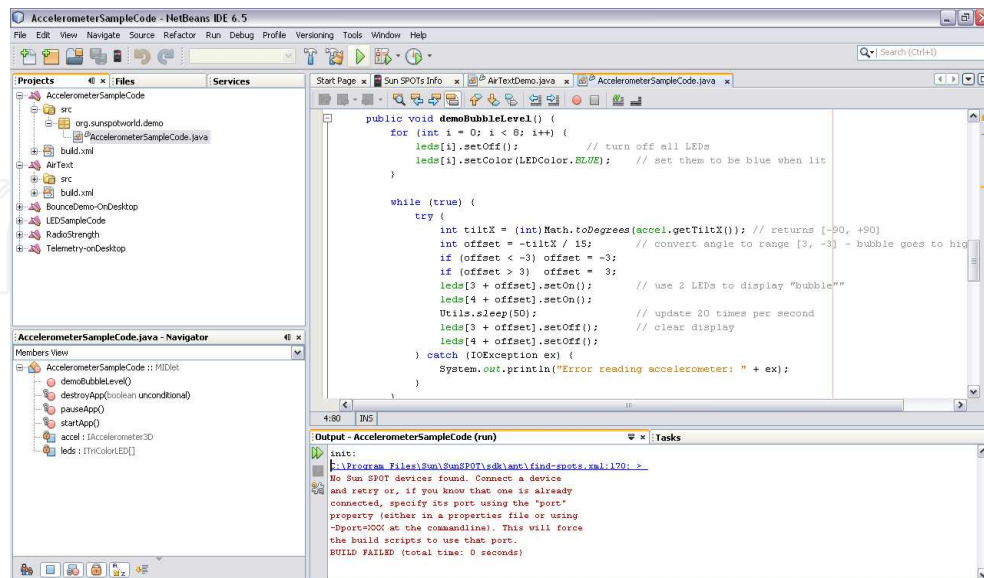 AccelerometerSampleCode - NetBeans IDE 6.5
File Edit View Navigate Source Refactor Run Debug Profile Versioning Tools Window Help
Search (Ctrl+I)
Projects Files Services
AccelerometerSampleCode
src
org.sunspotworld.demo
AccelerometerSampleCode.java
build.xml
AirText
src
build.xml
BounceDemo-OnDesktop
LEDSampleCode
RadioStrength
Telemetry-onDesktop
AccelerometerSampleCode.java - Navigator
Members View
AccelerometerSampleCode :: MIDlet
demoBubbleLevel()
destroyApp(boolean unconditional)
pauseApp()
startApp()
accel : IAccelerometer3D
leds : ITriColorLED[]
Start Page Sun SPOTs Info AirTextDemo.java AccelerometerSampleCode.java
public void demoBubbleLevel() {
for (int i = 0; i < 8; i++) {
leds[i].setOff(); // turn off all LEDs
leds[i].setColor(LEDColor.BLUE); // set them to be blue when lit
}
while (true) {
try {
int tiltX = (int)Math.toDegrees(accel.getTiltX()); // returns [-90, +90]
int offset = -tiltX / 15; // convert angle to range [3, -3] - bubble goes to hig
if (offset < -3) offset = -3;
if (offset > 3) offset = 3;
leds[3 + offset].setOn(); // use 2 LEDs to display "bubble""
leds[4 + offset].setOn();
Utils.sleep(50); // update 20 times per second
leds[3 + offset].setOff(); // clear display
leds[4 + offset].setOff();
} catch (IOException ex) {
System.out.println("Error reading accelerometer: " + ex);
}
4:80 INS
Output - AccelerometerSampleCode (run) Tasks
init:
C:\Program Files\Sun\SunSPOT\sdk\ant\find-spots.xml:170: >
No Sun SPOT devices found. Connect a device
and retry or, if you know that one is already
connected, specify its port using the "port"
property (either in a properties file or using
-Dport=XXX at the commandline). This will force
the build scripts to use that port.
BUILD FAILED (total time: 0 seconds)